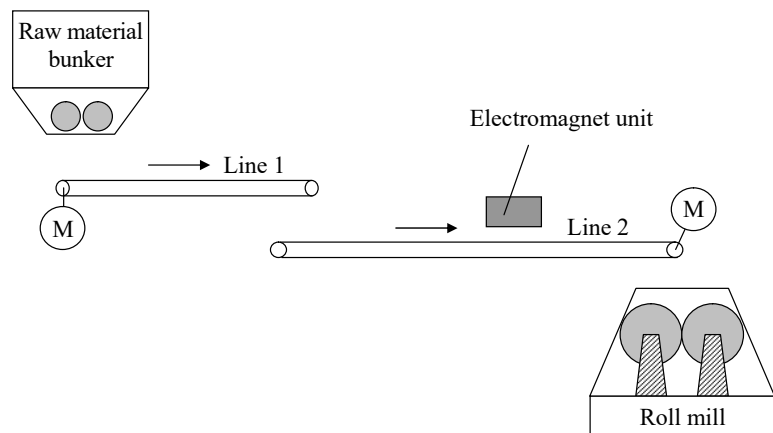 Raw material
bunker
Electromagnet unit
Line 1
M
M
Line 2
Roll mill